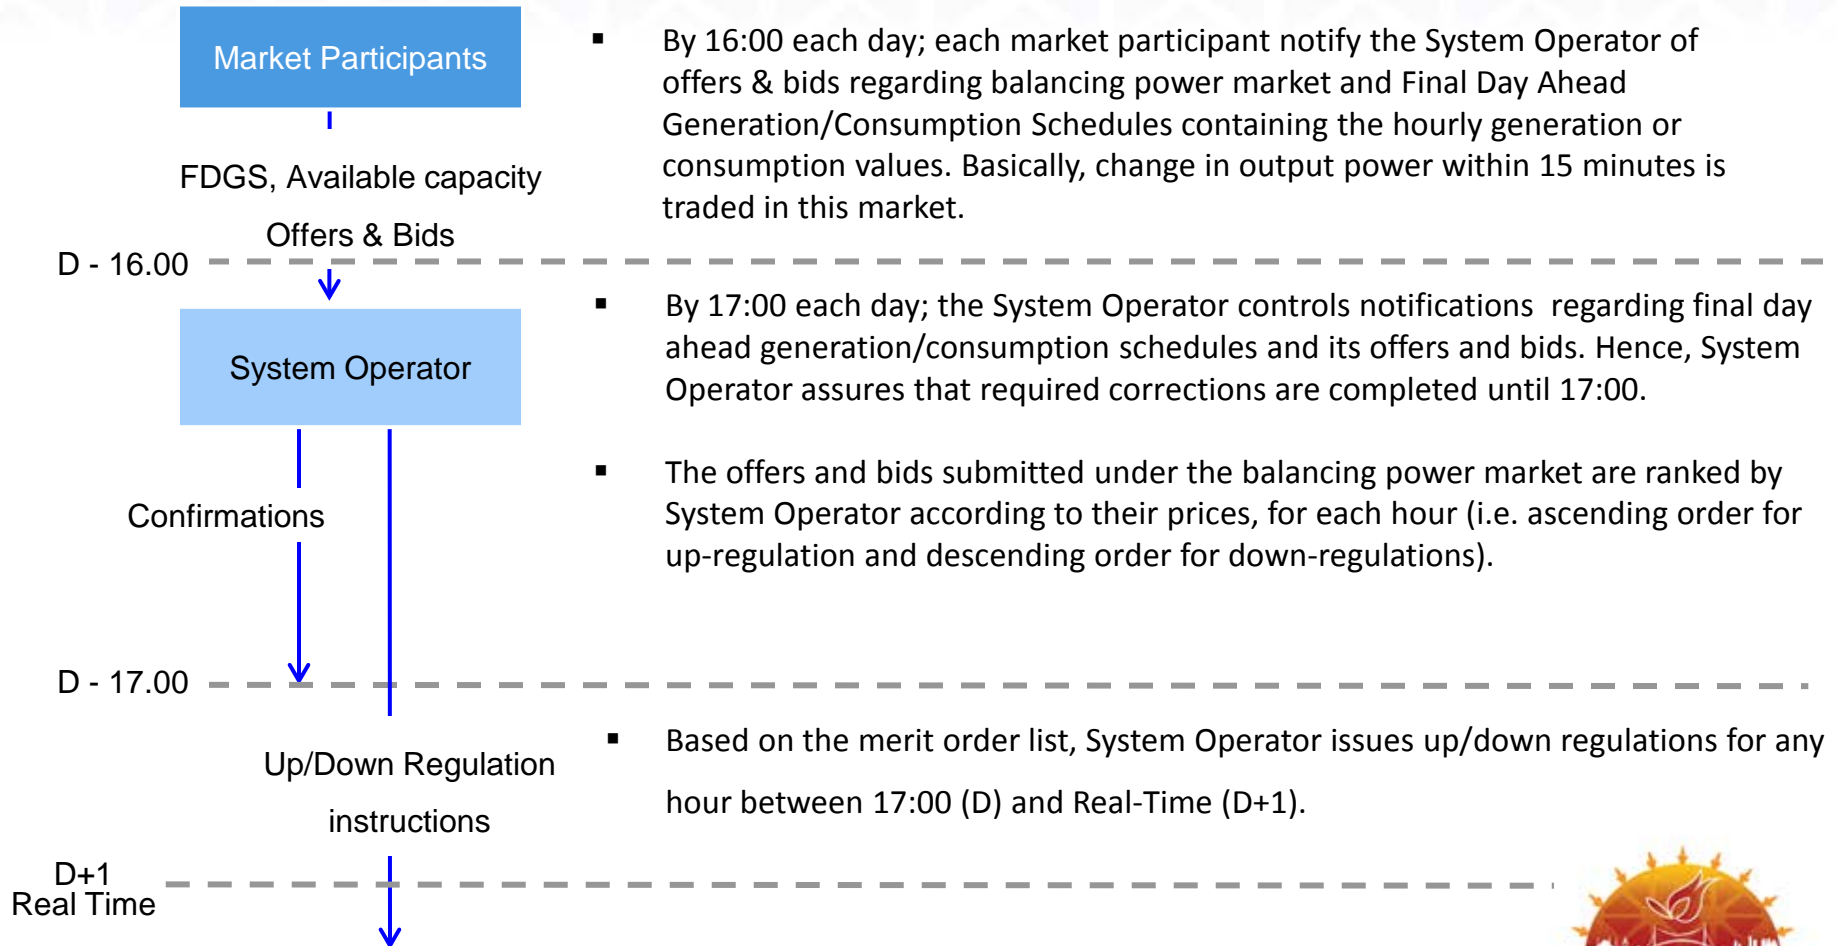 Market Participants
FDGS, Available capacity
Offers & Bids
D - 16.00
System Operator
Confirmations
D - 17.00
Up/Down Regulation
instructions
D+1
Real Time
▪ By 16:00 each day; each market participant notify the System Operator of
offers & bids regarding balancing power market and Final Day Ahead
Generation/Consumption Schedules containing the hourly generation or
consumption values. Basically, change in output power within 15 minutes is
traded in this market.
▪ By 17:00 each day; the System Operator controls notifications regarding final day
ahead generation/consumption schedules and its offers and bids. Hence, System
Operator assures that required corrections are completed until 17:00.
▪ The offers and bids submitted under the balancing power market are ranked by
System Operator according to their prices, for each hour (i.e. ascending order for
up-regulation and descending order for down-regulations).
▪ Based on the merit order list, System Operator issues up/down regulations for any
hour between 17:00 (D) and Real-Time (D+1).